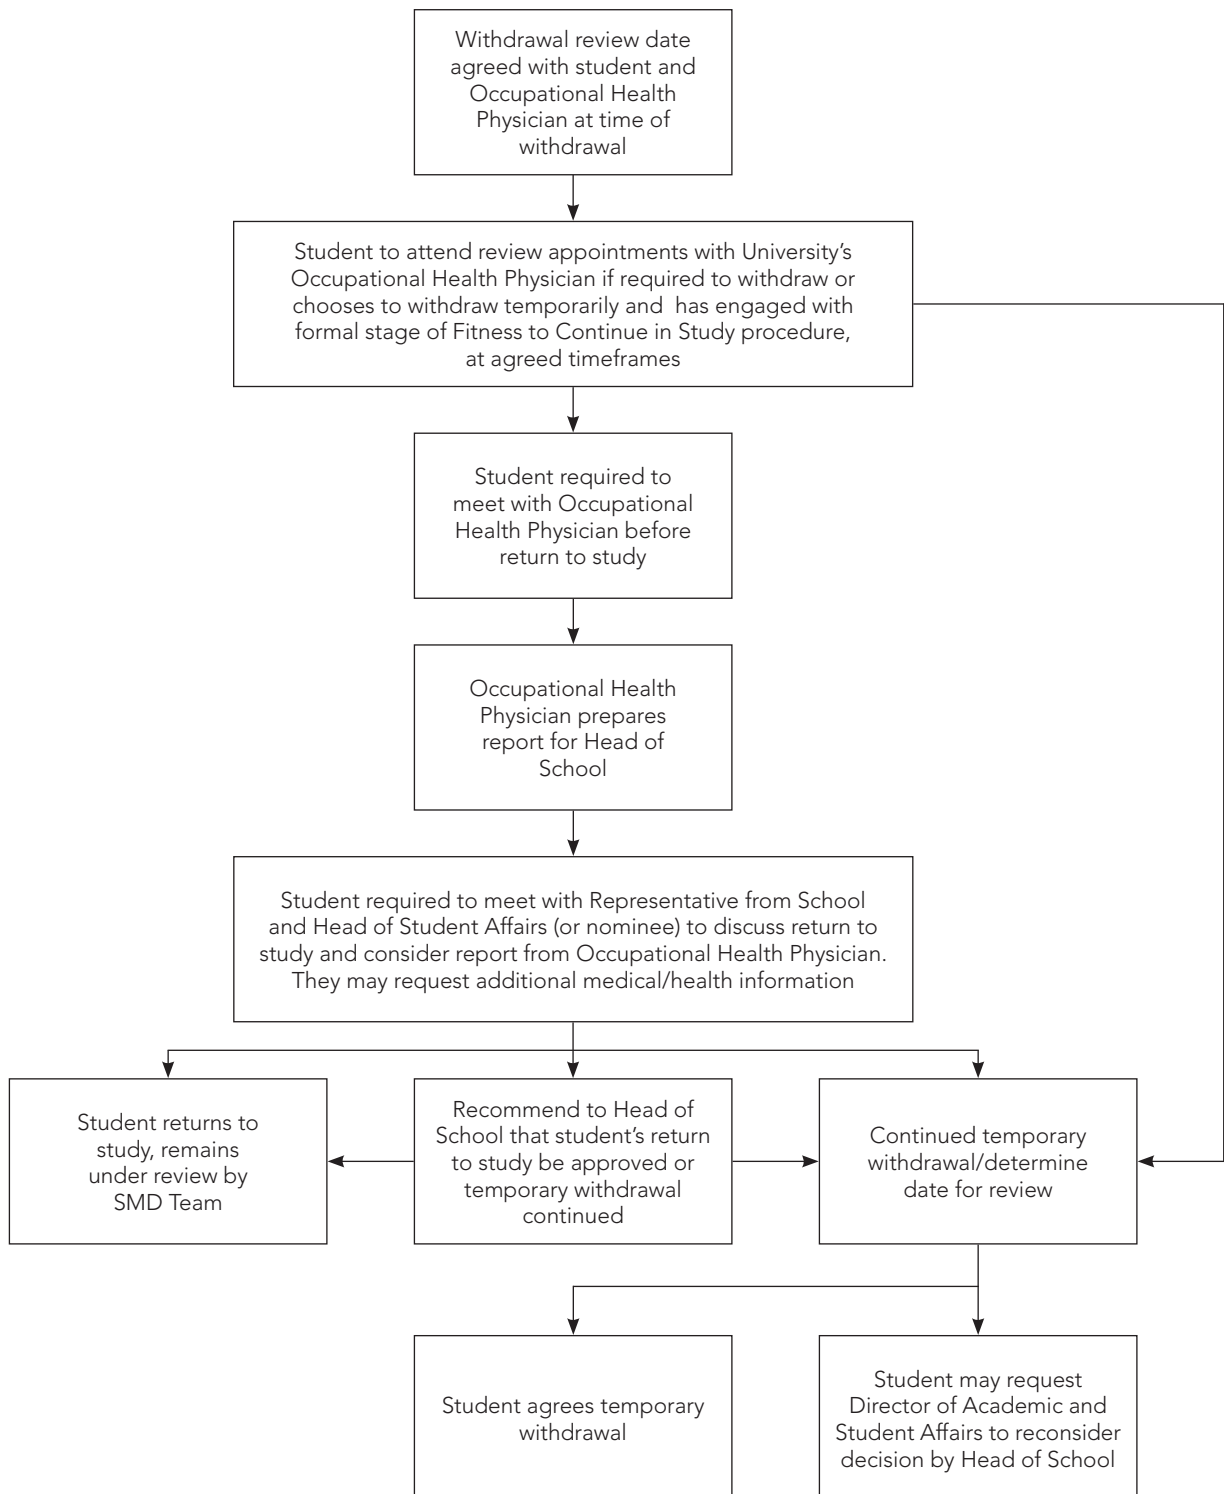 Withdrawal review date
agreed with student and
Occupational Health
Physician at time of
withdrawal
Student to attend review appointments with University’s
Occupational Health Physician if required to withdraw or
chooses to withdraw temporarily and  has engaged with
formal stage of Fitness to Continue in Study procedure,
at agreed timeframes
Student required to
meet with Occupational
Health Physician before
return to study
Occupational Health
Physician prepares
report for Head of
School
Student required to meet with Representative from School
and Head of Student Affairs (or nominee) to discuss return to
study and consider report from Occupational Health Physician.
They may request additional medical/health information
Student returns to
study, remains
under review by
SMD Team
Recommend to Head of
School that student’s return
to study be approved or
temporary withdrawal
continued
Continued temporary
withdrawal/determine
date for review
Student agrees temporary
withdrawal
Student may request
Director of Academic and
Student Affairs to reconsider
decision by Head of School